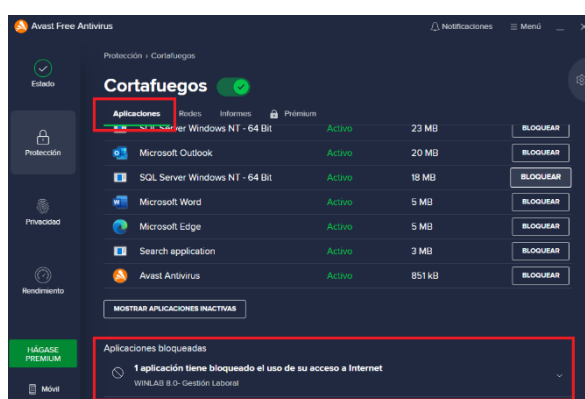 Avast Free Antivirus
Notificaciones
Menú
Protección › Cortafuegos
Estado
Cortafuegos
Aplicaciones Redes Informes Prémium
SQL Server Windows NT - 64 Bit Activo 23 MB BLOQUEAR
Protección
Microsoft Outlook Activo 20 MB BLOQUEAR
SQL Server Windows NT - 64 Bit Activo 18 MB BLOQUEAR
Microsoft Word Activo 5 MB BLOQUEAR
Privacidad
Microsoft Edge Activo 5 MB BLOQUEAR
Search application Activo 3 MB BLOQUEAR
Avast Antivirus Activo 851 kB BLOQUEAR
Rendimiento
MOSTRAR APLICACIONES INACTIVAS
HÁGASE
PREMIUM
Aplicaciones bloqueadas
1 aplicación tiene bloqueado el uso de su acceso a Internet
WINLAB 8.0- Gestión Laboral
Móvil